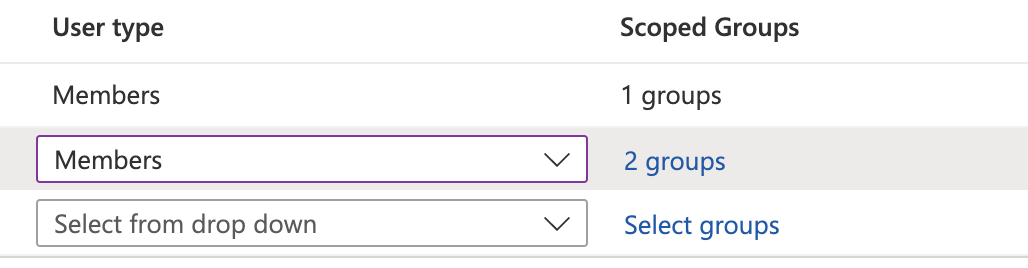 User type Scoped Groups
Members 1 groups
Members 2 groups
Select from drop down Select groups